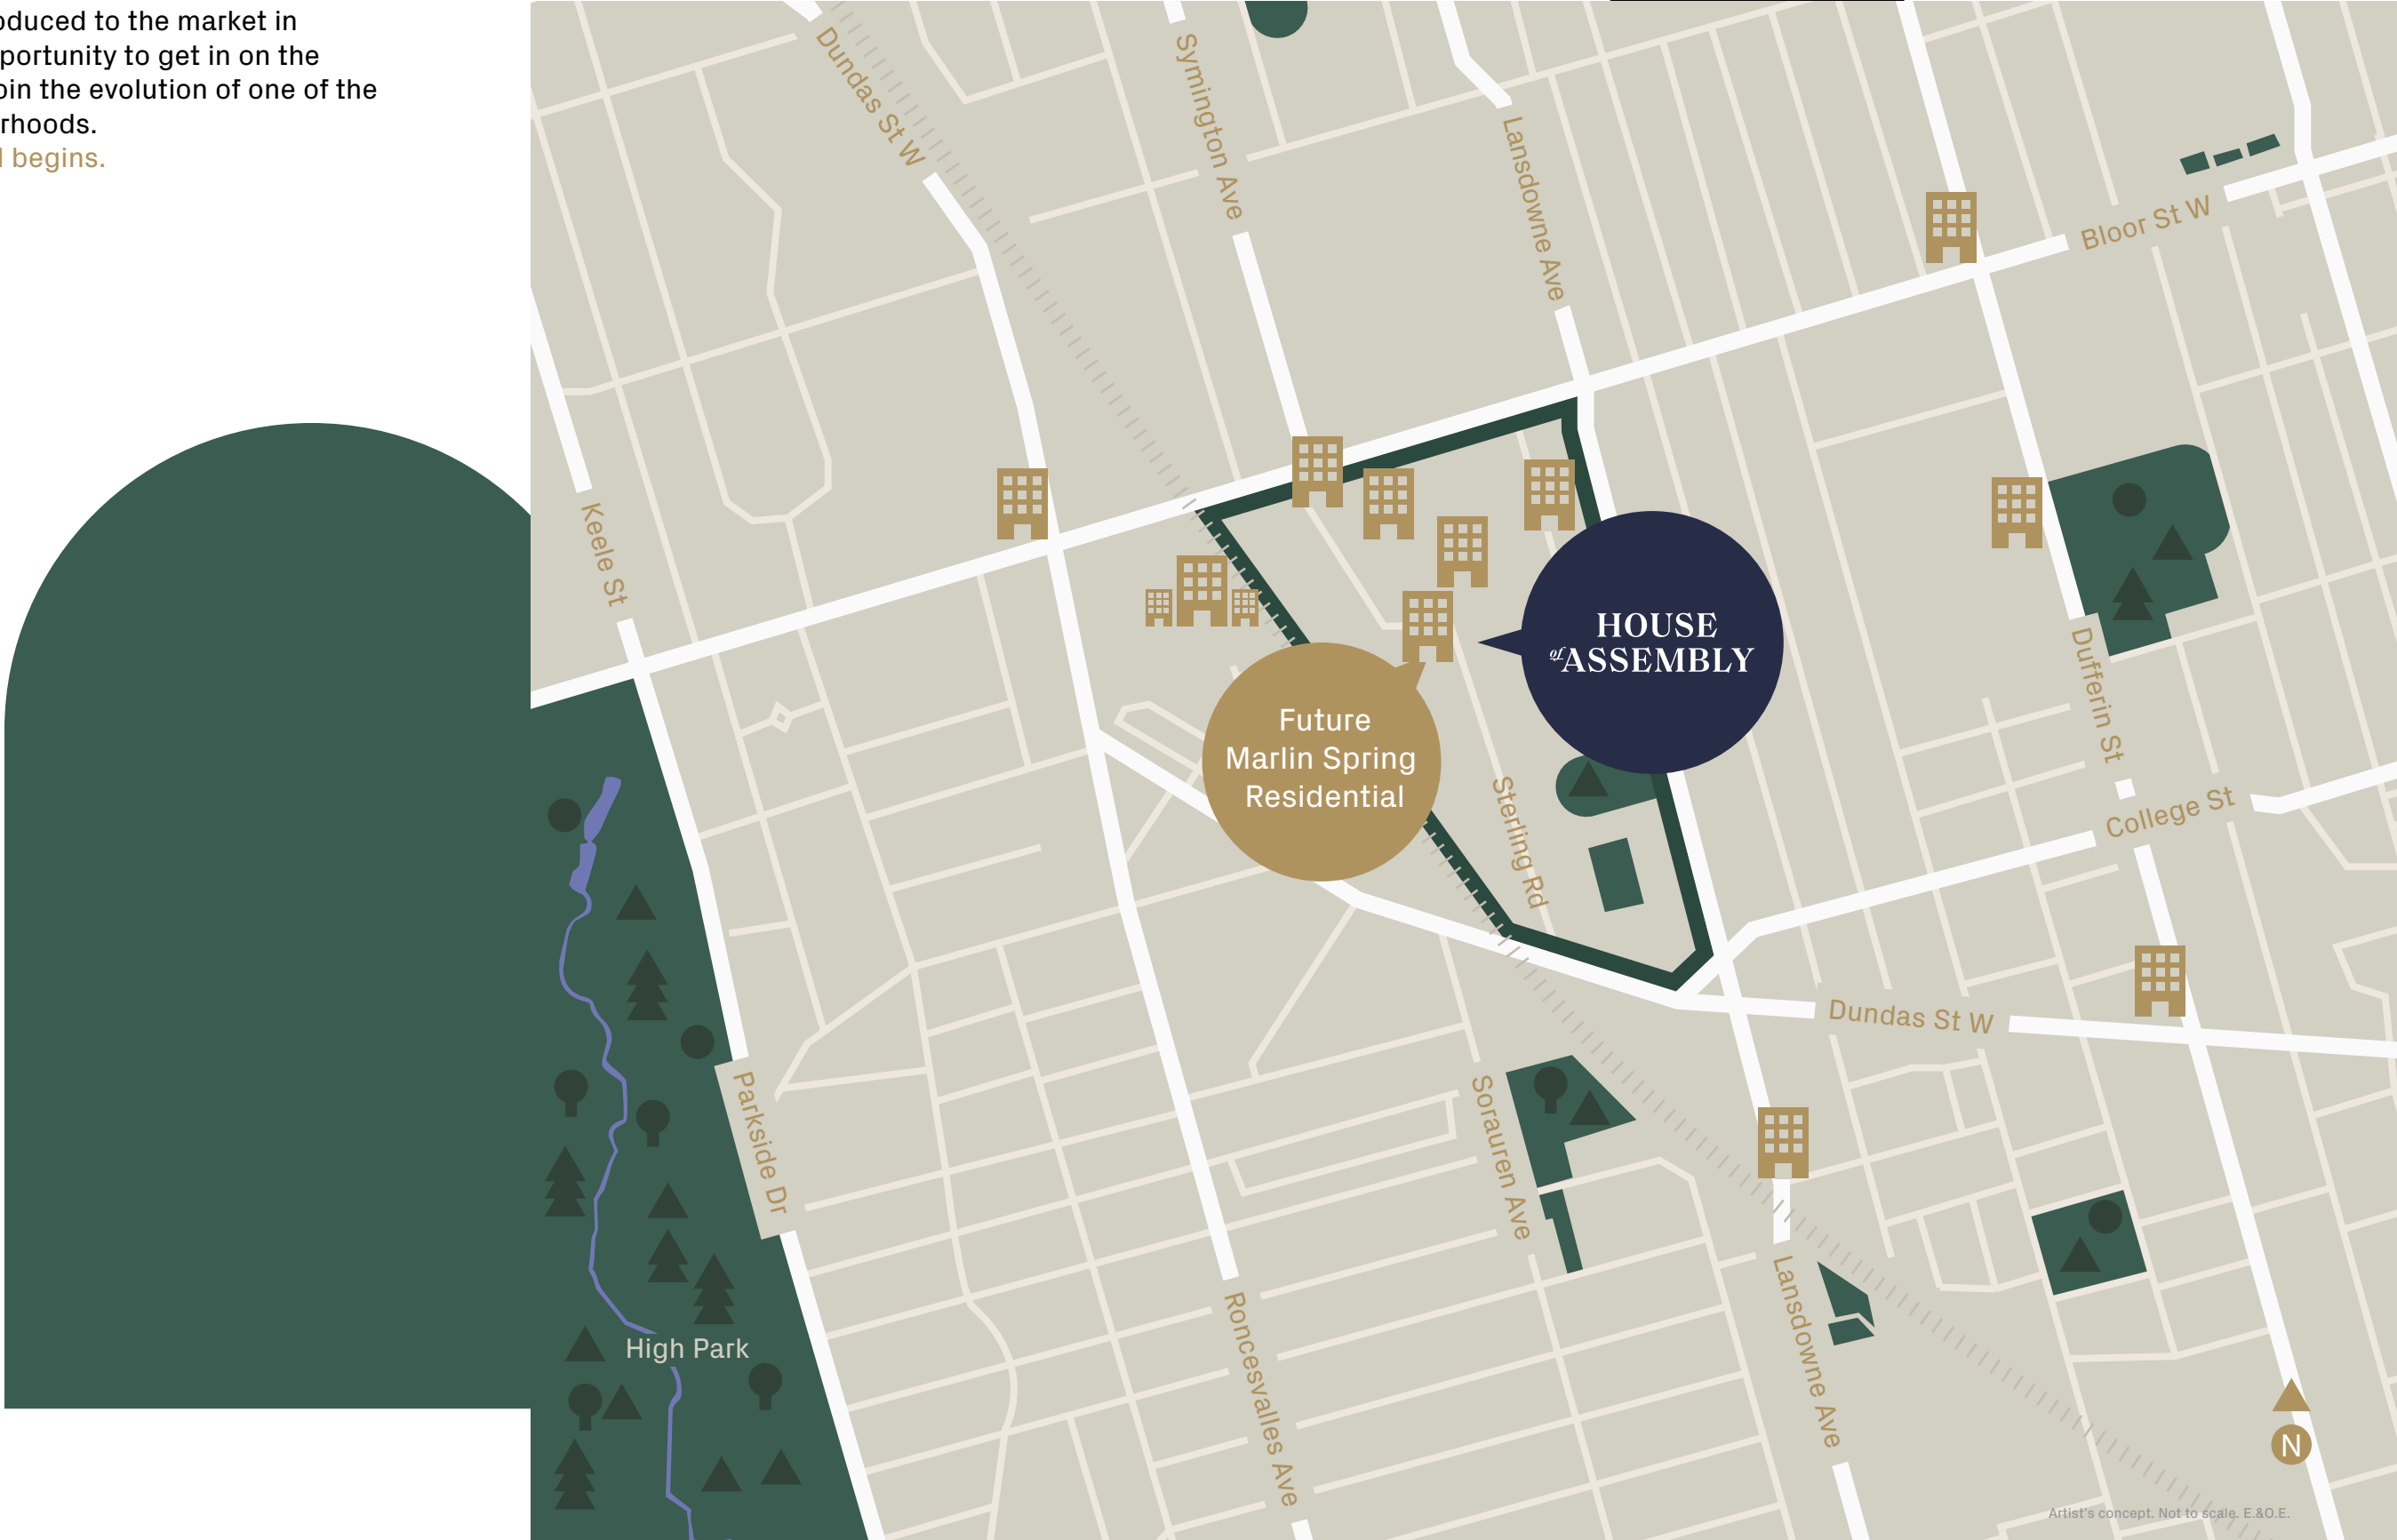 oduced to the market in
portunity to get in on the
oin the evolution of one of the
rhoods.
l begins.
Dundas St W
Symington Ave
Lansdowne Ave
Bloor St W
Keele St
HOUSE
of ASSEMBLY
Future
Marlin Spring
Residential
Dufferin St
College St
Sterling Rd
Dundas St W
Parkside Dr
Sorauren Ave
Roncesvalles Ave
Lansdowne Ave
High Park
N
Artist's concept. Not to scale. E.&O.E.